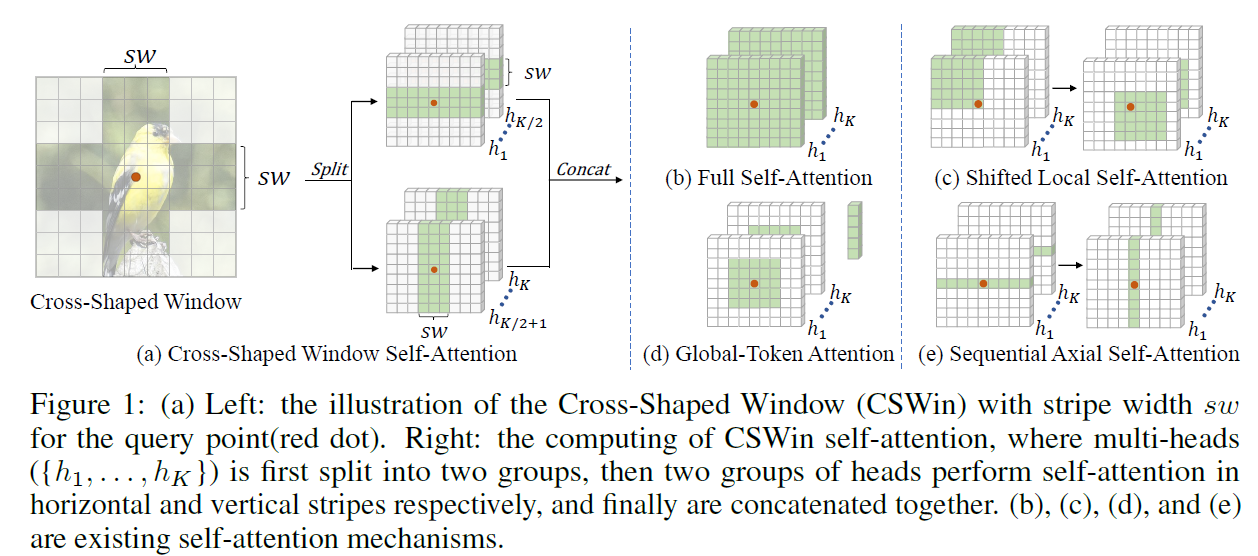 sw
sw
Cross-Shaped Window
Split
sw
h_{K/2}
h_1
Concat
h_K
h_{K/2+1}
sw
(a) Cross-Shaped Window Self-Attention
h_K
h_1
(b) Full Self-Attention
h_K
h_1
h_K
h_1
(c) Shifted Local Self-Attention
h_K
h_1
(d) Global-Token Attention
h_K
h_1
h_K
h_1
(e) Sequential Axial Self-Attention
Figure 1: (a) Left: the illustration of the Cross-Shaped Window (CSWin) with stripe width sw
for the query point(red dot). Right: the computing of CSWin self-attention, where multi-heads
({h_1, . . . , h_K}) is first split into two groups, then two groups of heads perform self-attention in
horizontal and vertical stripes respectively, and finally are concatenated together. (b), (c), (d), and (e)
are existing self-attention mechanisms.